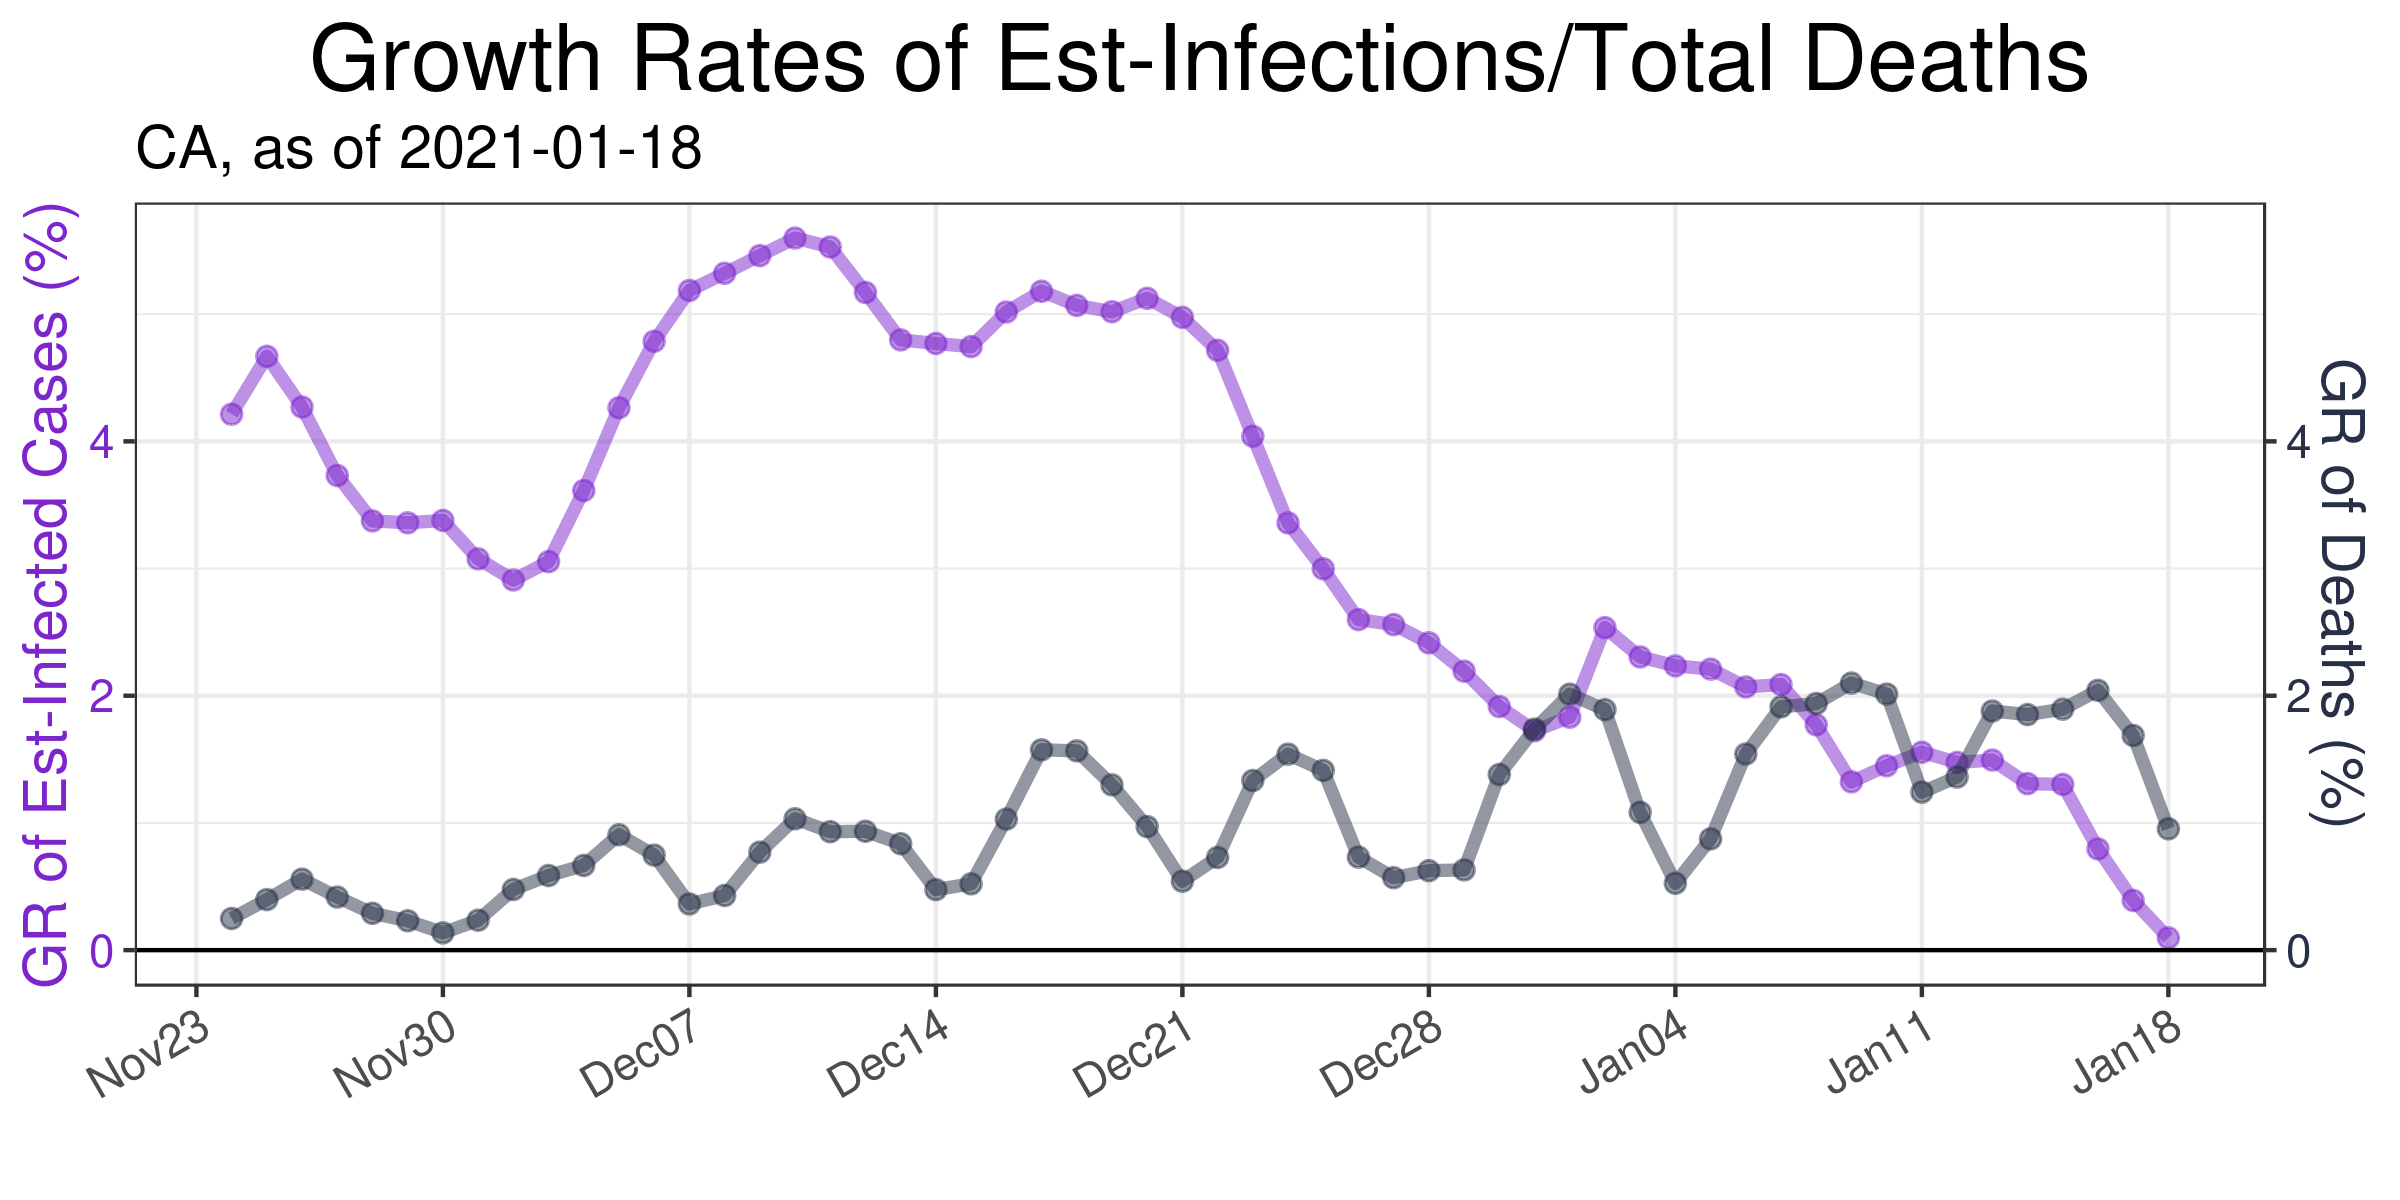 Growth Rates of Est-Infections/Total Deaths
CA, as of 2021-01-18
GR of Est-Infected Cases (%)
4
2
0
4
2
0
GR of Deaths (%)
Nov23
Nov30
Dec07
Dec14
Dec21
Dec28
Jan04
Jan11
Jan18